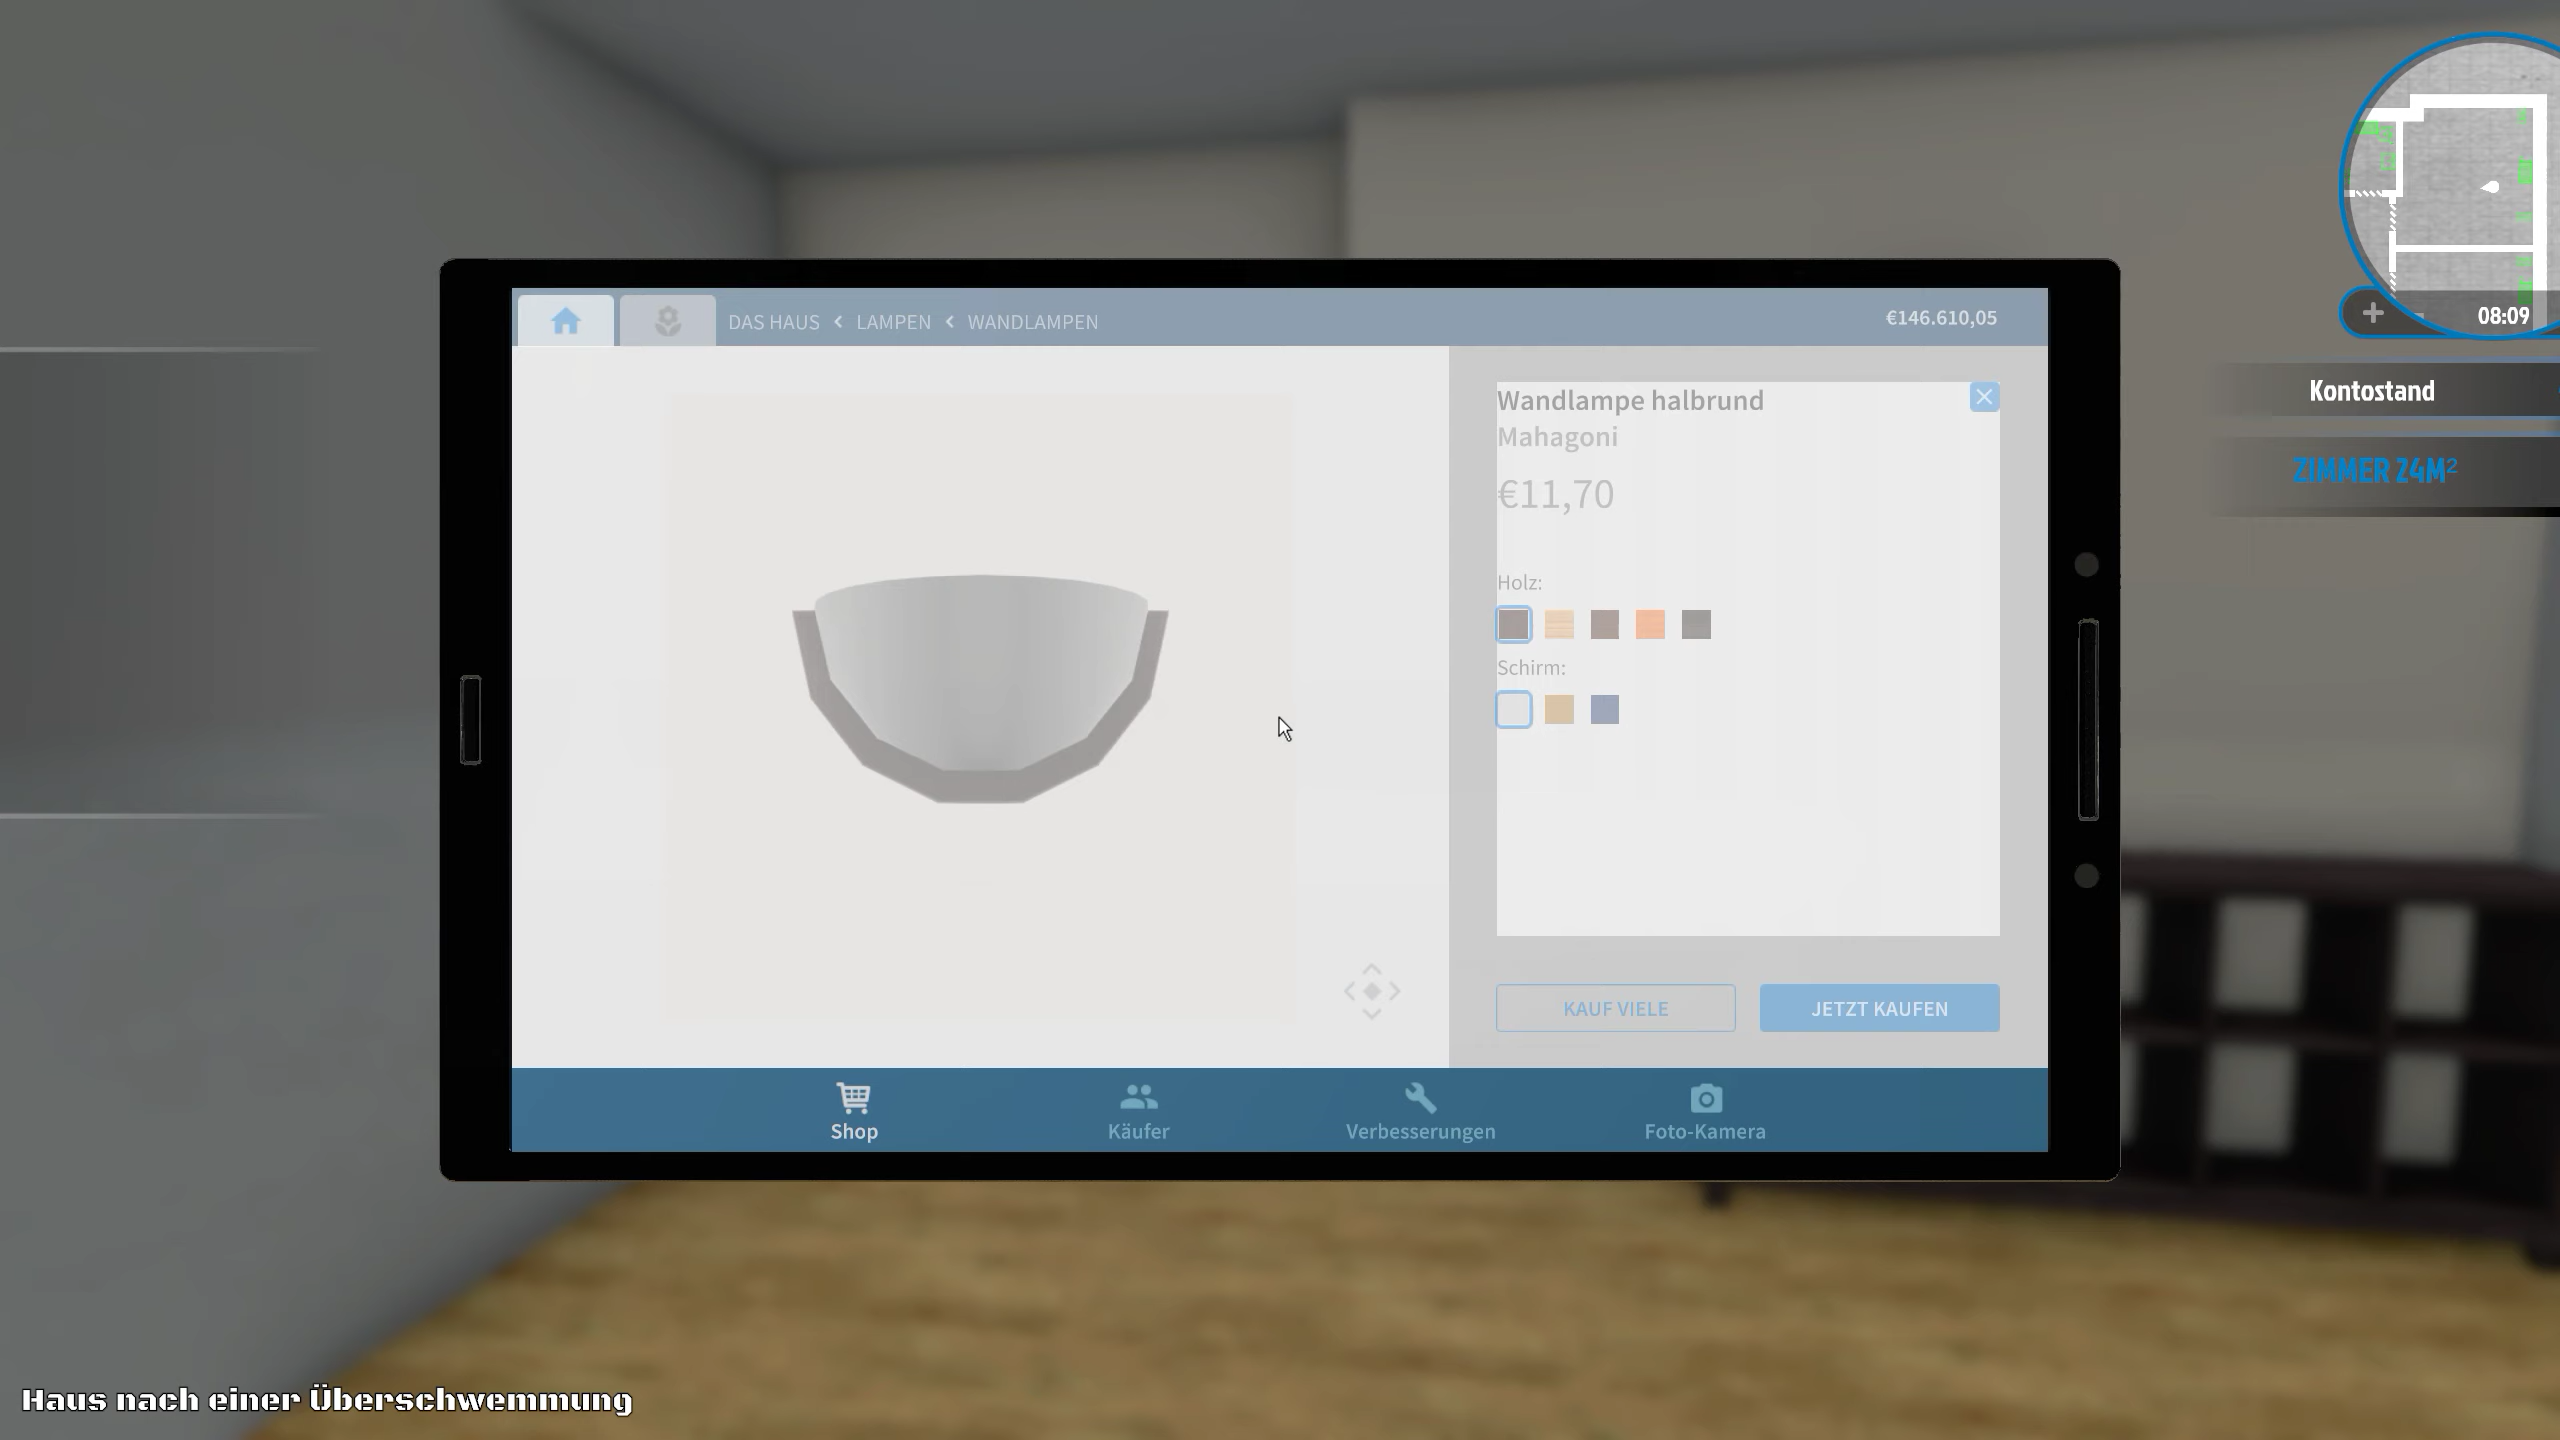 DAS HAUS < LAMPEN < WANDLAMPEN
€146.610,05
08:09
Kontostand
ZIMMER 24M²
Wandlampe halbrund
Mahagoni
€11,70
Holz:
Schirm:
KAUF VIELE
JETZT KAUFEN
Shop
Käufer
Verbesserungen
Foto-Kamera
Haus nach einer Überschwemmung